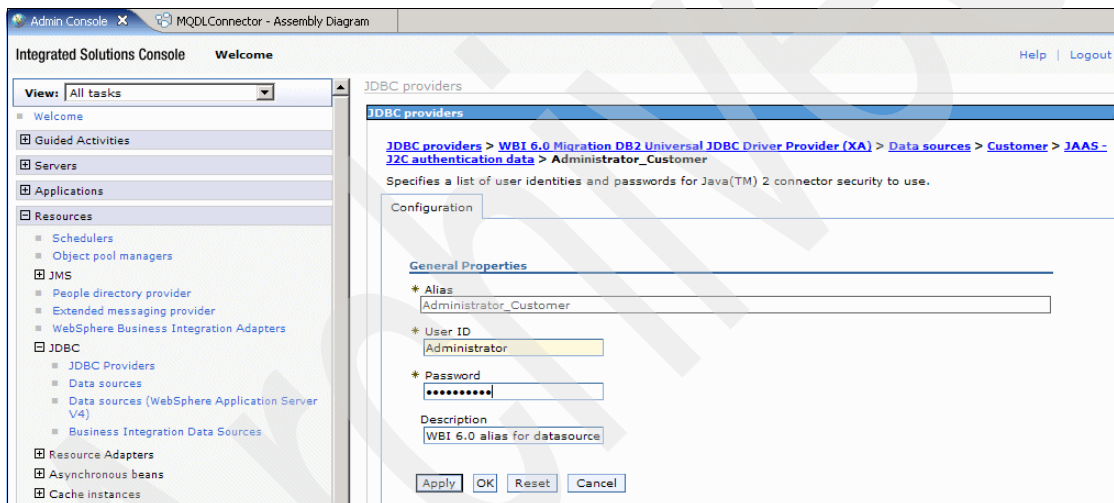 Admin Console
MQDLConnector - Assembly Diagram
Integrated Solutions Console Welcome
Help | Logout
View: All tasks
Welcome
Guided Activities
Servers
Applications
Resources
Schedulers
Object pool managers
JMS
People directory provider
Extended messaging provider
WebSphere Business Integration Adapters
JDBC
JDBC Providers
Data sources
Data sources (WebSphere Application Server
V4)
Business Integration Data Sources
Resource Adapters
Asynchronous beans
Cache instances
JDBC providers
JDBC providers
JDBC providers > WBI 6.0 Migration DB2 Universal JDBC Driver Provider (XA) > Data sources > Customer > JAAS -
J2C authentication data > Administrator_Customer
Specifies a list of user identities and passwords for Java(TM) 2 connector security to use.
Configuration
General Properties
* Alias
Administrator_Customer
* User ID
Administrator
* Password
••••••••••
Description
WBI 6.0 alias for datasource
Apply OK Reset Cancel